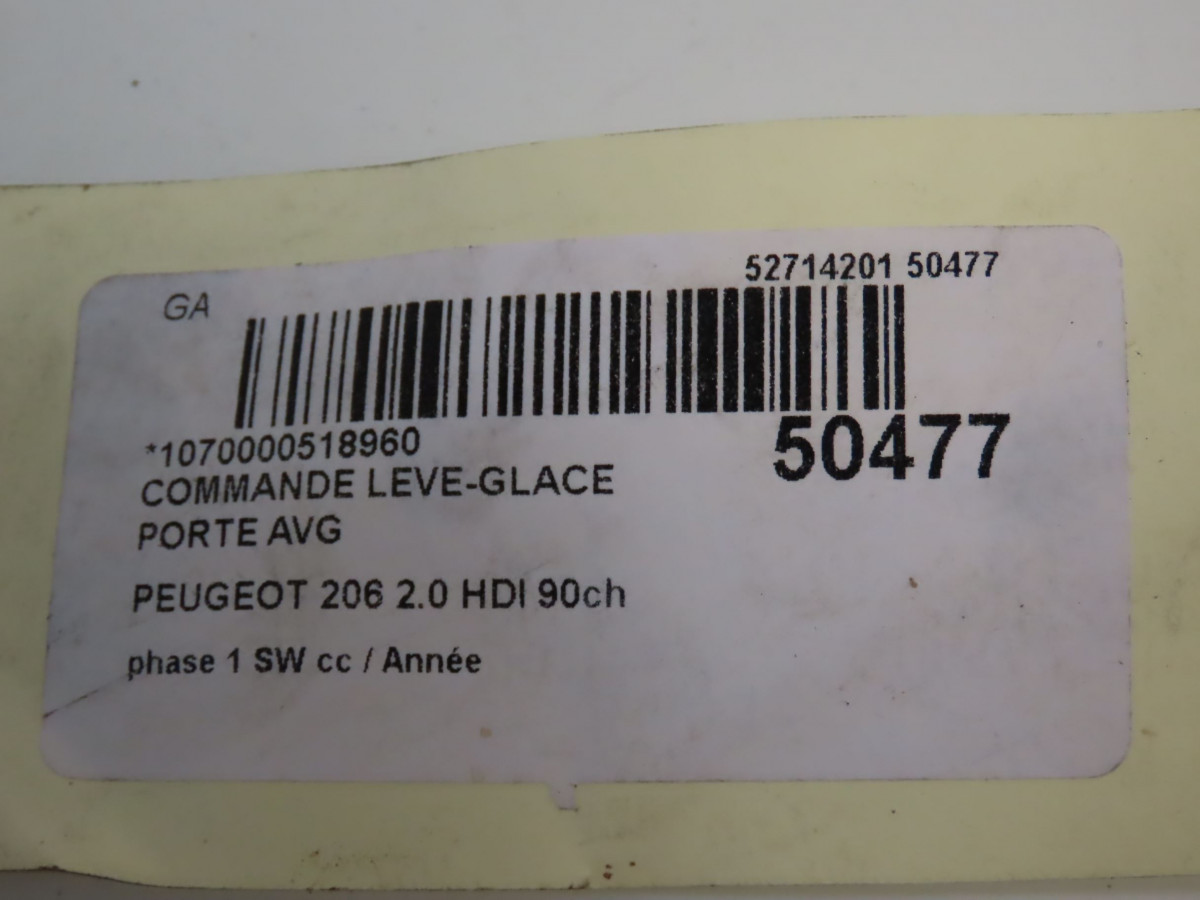 52714201 50477
GA
*1070000518960
50477
COMMANDE LEVE-GLACE
PORTE AVG
PEUGEOT 206 2.0 HDI 90ch
phase 1 SW cc / Année